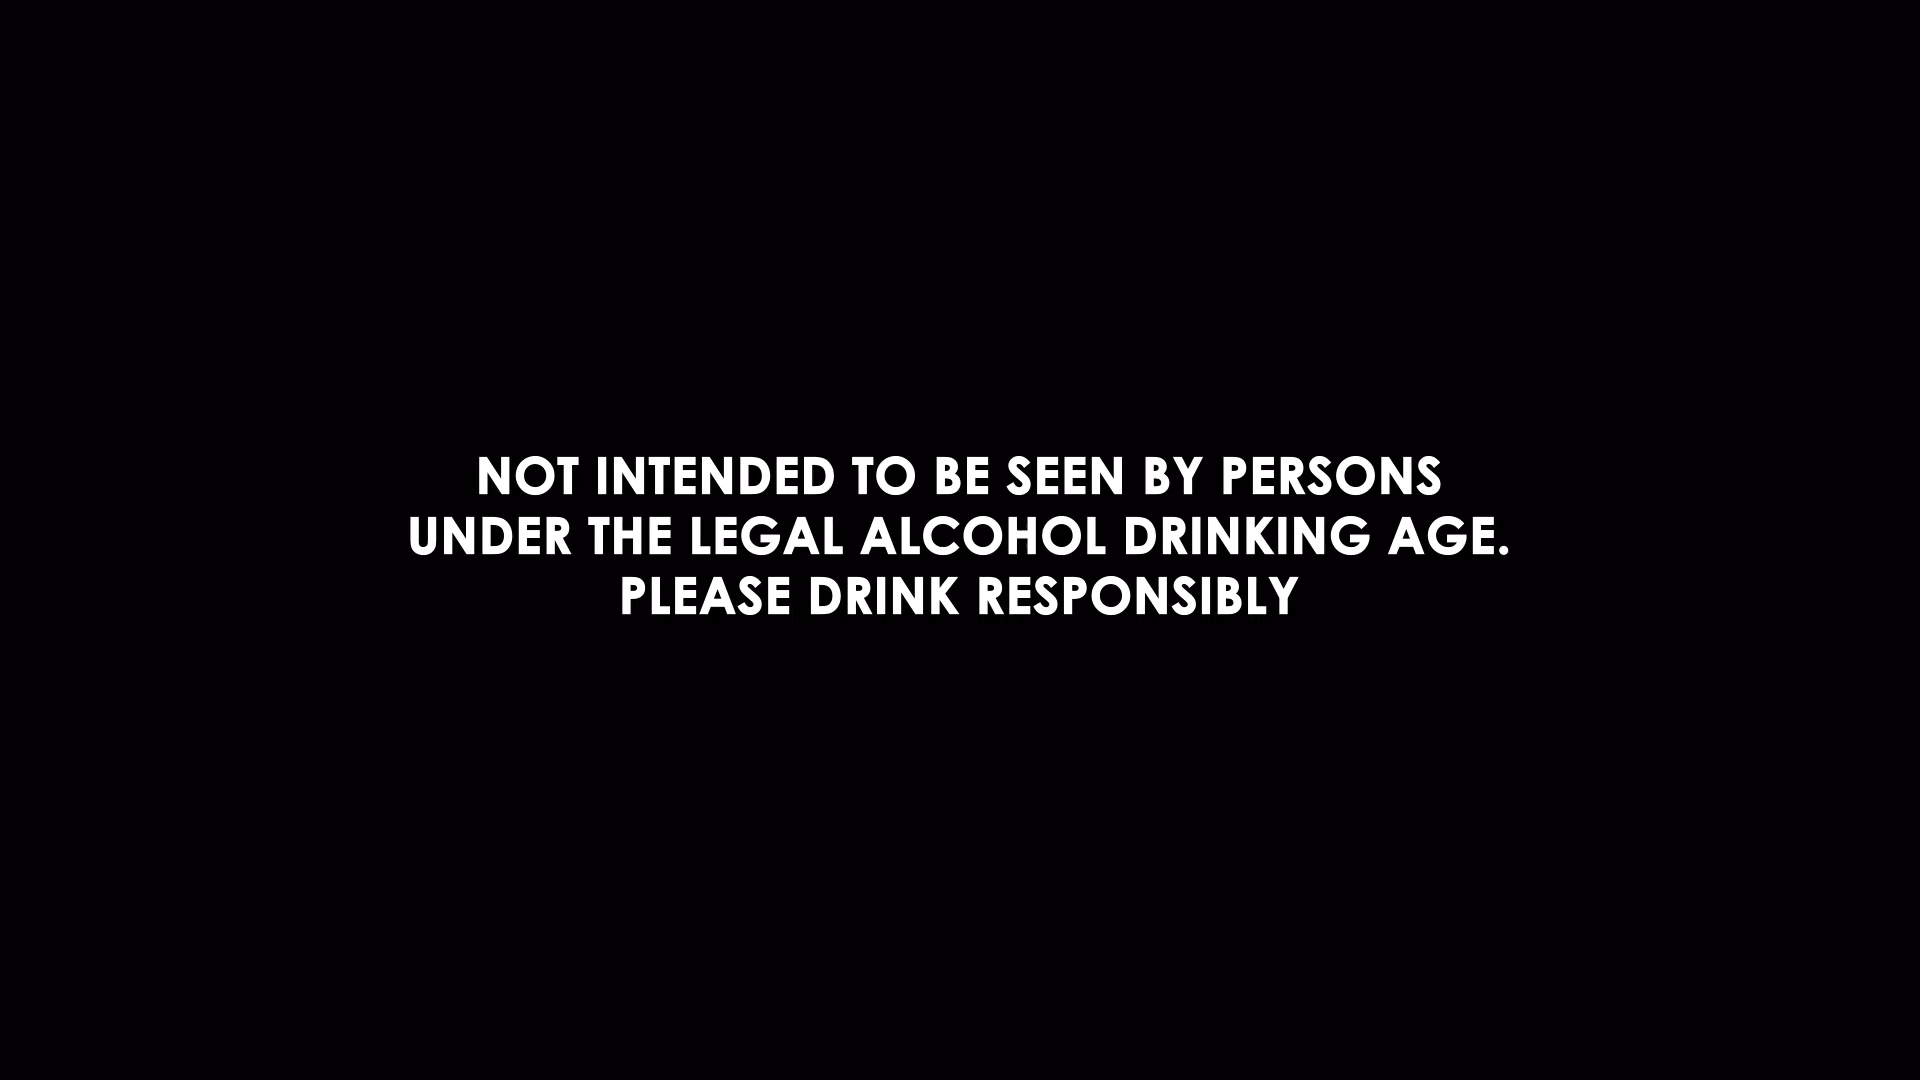 NOT INTENDED TO BE SEEN BY PERSONS
UNDER THE LEGAL ALCOHOL DRINKING AGE.
PLEASE DRINK RESPONSIBLY